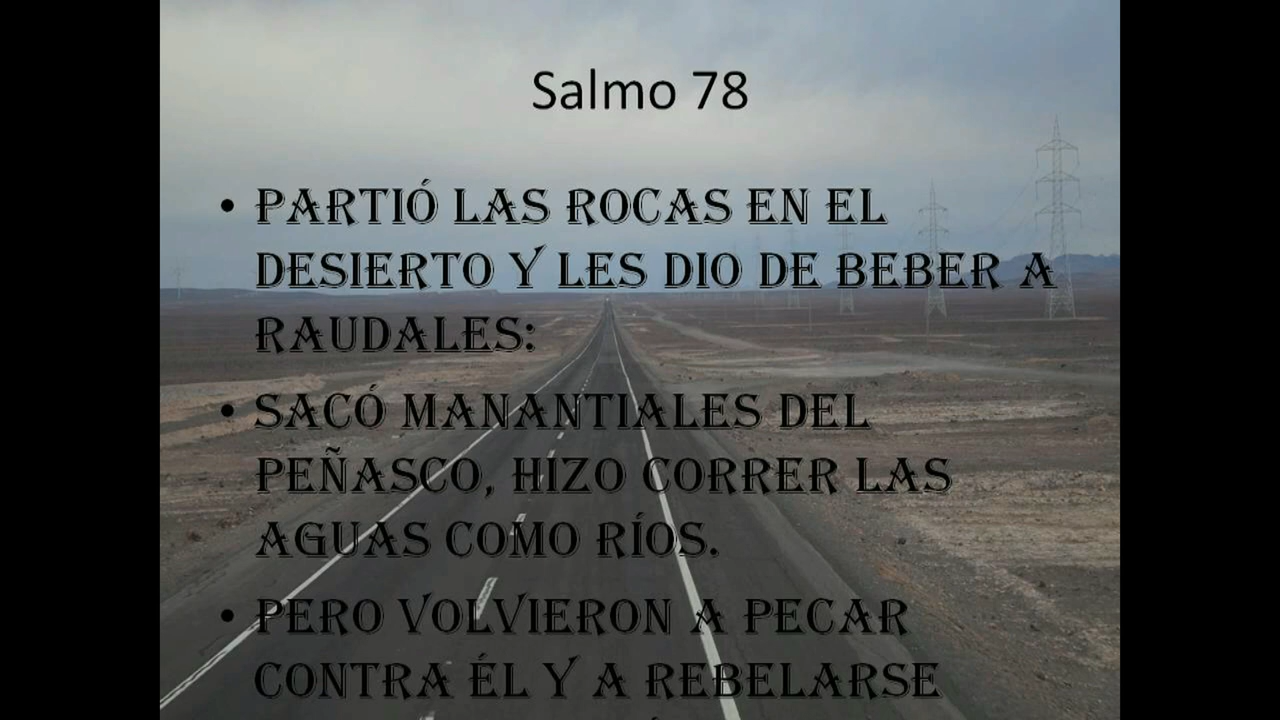 Salmo 78
• PARTIÓ LAS ROCAS EN EL
DESIERTO Y LES DIO DE BEBER A
RAUDALES:
• SACÓ MANANTIALES DEL
PEÑASCO, HIZO CORRER LAS
AGUAS COMO RÍOS.
• PERO VOLVIERON A PECAR
CONTRA ÉL Y A REBELARSE